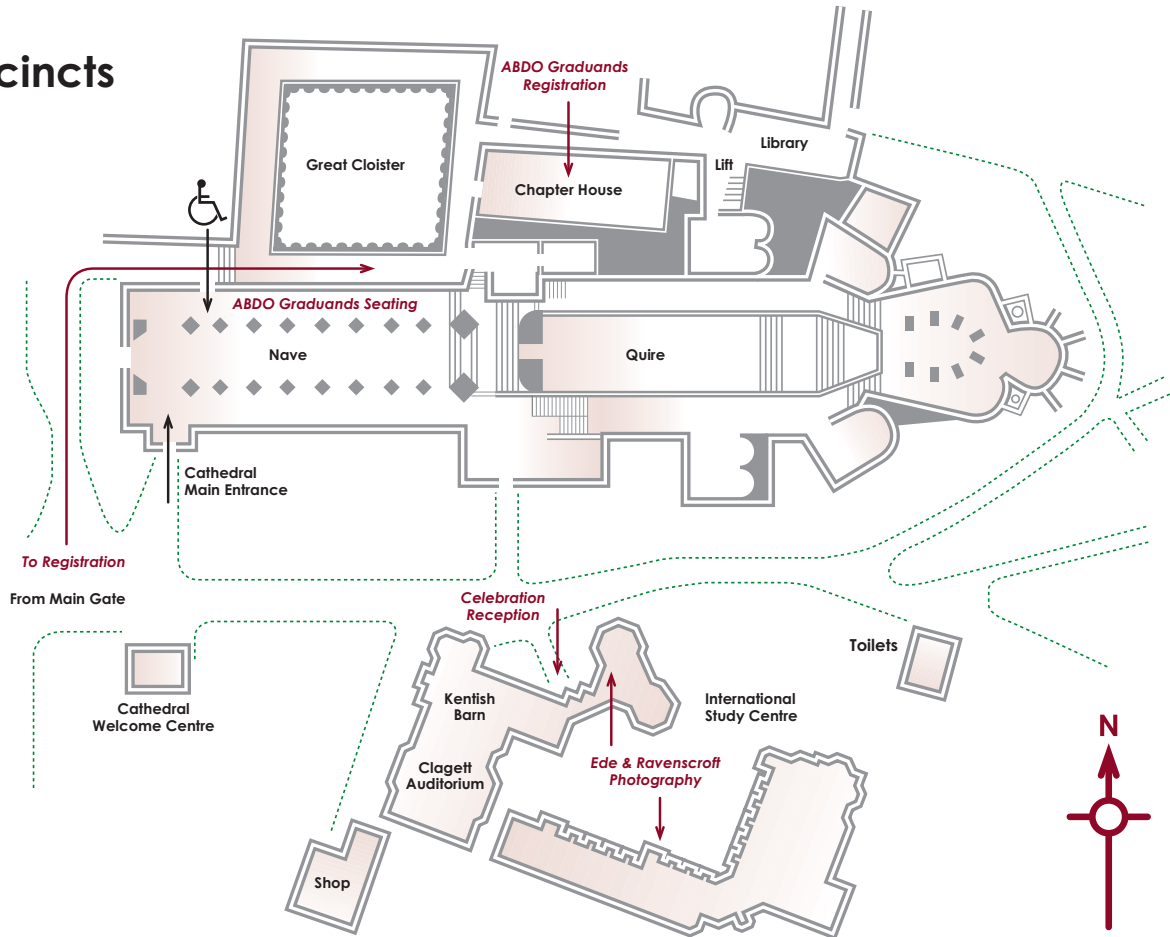 cincts
ABDO Graduands
Registration
Great Cloister
Library
Lift
Chapter House
ABDO Graduands Seating
Nave
Quire
Cathedral
Main Entrance
To Registration
From Main Gate
Celebration
Reception
Toilets
Cathedral
Welcome Centre
Kentish
Barn
International
Study Centre
Clagett
Auditorium
Ede & Ravenscroft
Photography
N
Shop